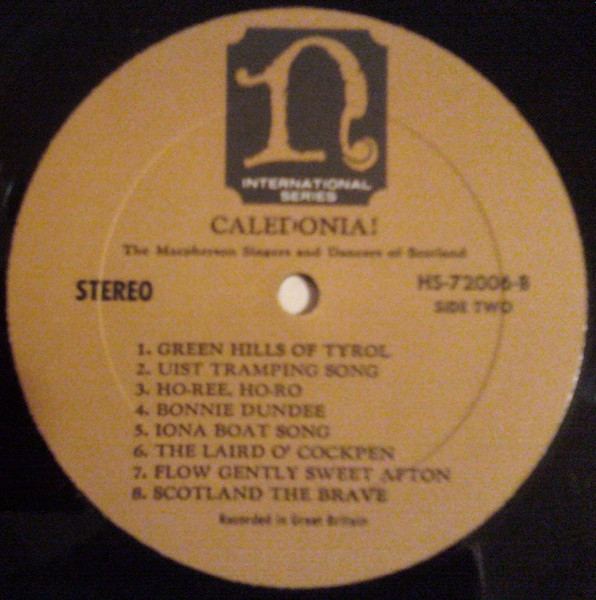 n
INTERNATIONAL
SERIES
CALEDONIA!
The Macpherson Singers and Dancers of Scotland
STEREO
HS-72006-B
SIDE TWO
1. GREEN HILLS OF TYROL
2. UIST TRAMPING SONG
3. HO-REE, HO-RO
4. BONNIE DUNDEE
5. IONA BOAT SONG
6. THE LAIRD O' COCKPEN
7. FLOW GENTLY SWEET AFTON
8. SCOTLAND THE BRAVE
Recorded in Great Britain